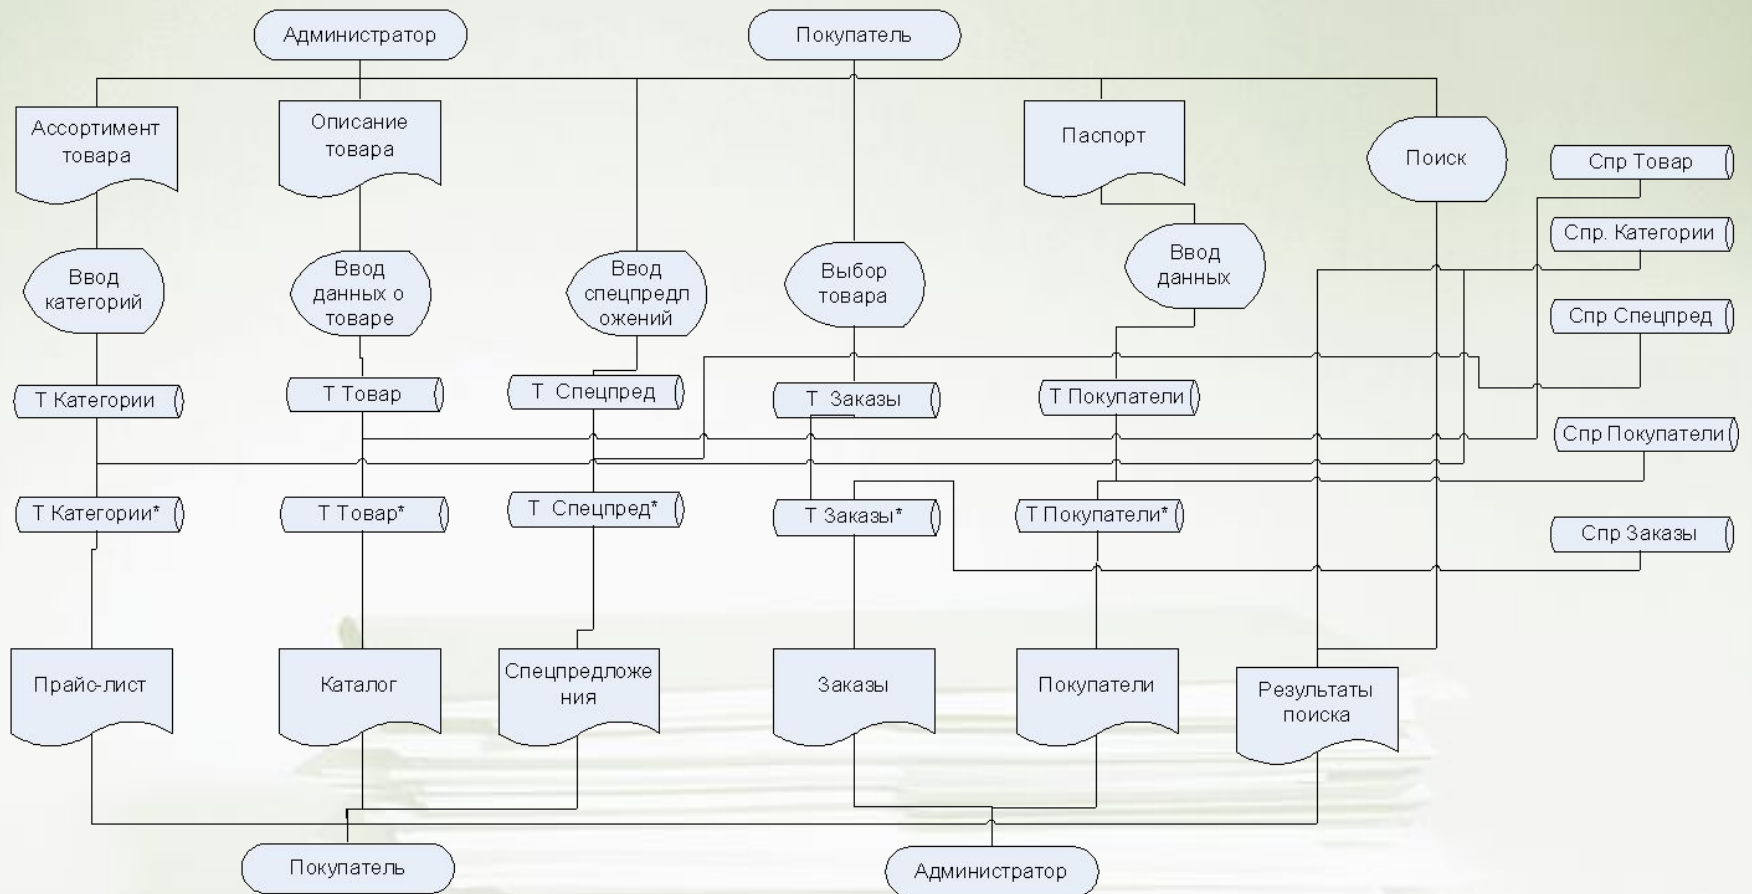 Администратор
Покупатель
Ассортимент
товара
Описание
товара
Паспорт
Поиск
Спр Товар
Спр. Категории
Спр Спецпред
Спр Покупатели
Спр Заказы
Ввод
категорий
Ввод
данных о
товаре
Ввод
спецпредл
ожений
Выбор
товара
Ввод
данных
Т Категории
Т Товар
Т Спецпред
Т Заказы
Т Покупатели
Т Категории*
Т Товар*
Т Спецпред*
Т Заказы*
Т Покупатели*
Прайс-лист
Каталог
Спецпредложе
ния
Заказы
Покупатели
Результаты
поиска
Покупатель
Администратор